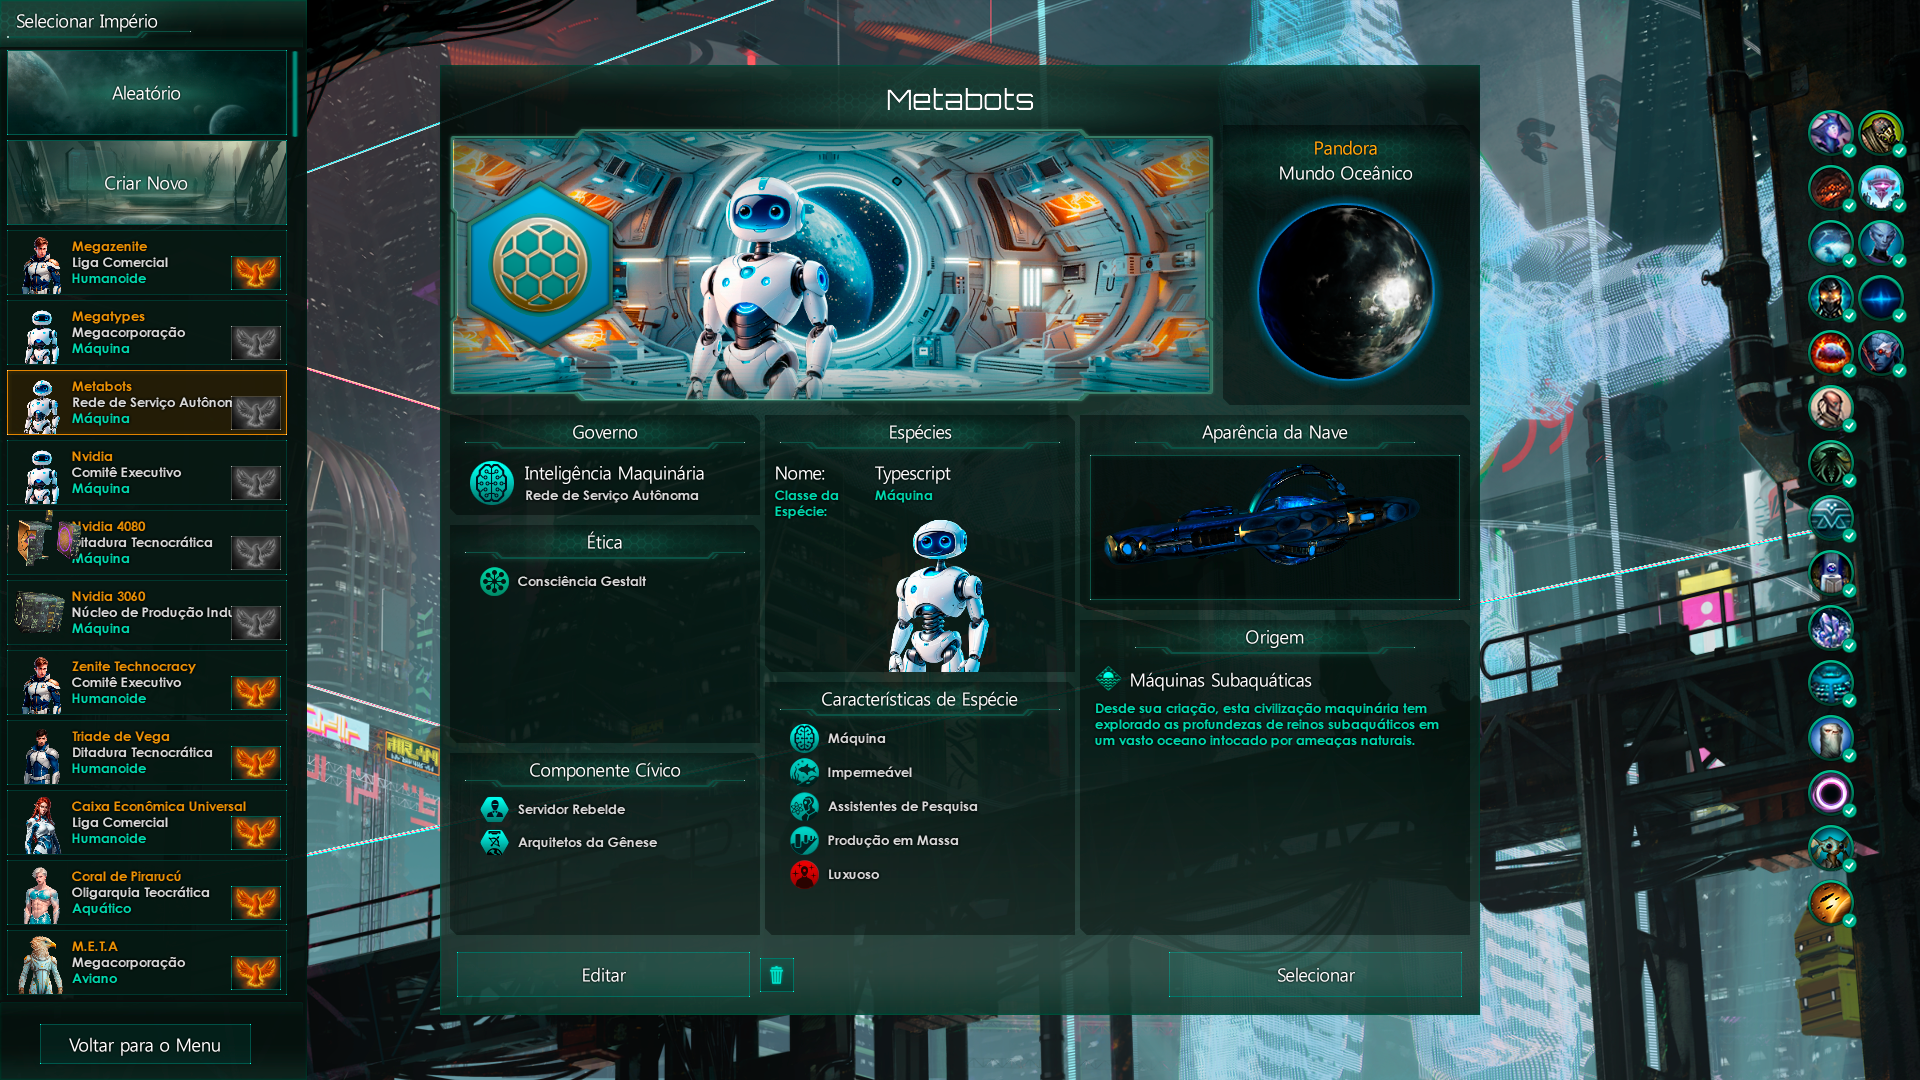 Selecionar Império
Aleatório
Criar Novo
Megazenite
Liga Comercial
Humanoide
Megatypes
Megacorporação
Máquina
Metabots
Rede de Serviço Autônon
Máquina
Nvidia
Comitê Executivo
Máquina
Nvidia 4080
Ditadura Tecnocrática
Máquina
Nvidia 3060
Núcleo de Produção Indu
Máquina
Zenite Technocracy
Comitê Executivo
Humanoide
Triade de Vega
Ditadura Tecnocrática
Humanoide
Caixa Econômica Universal
Liga Comercial
Humanoide
Coral de Pirarucú
Oligarquia Teocrática
Aquático
M.E.T.A
Megacorporação
Aviano
Voltar para o Menu
Metabots
Pandora
Mundo Oceânico
Governo
Inteligência Maquinária
Rede de Serviço Autônoma
Ética
Consciência Gestalt
Componente Cívico
Servidor Rebelde
Arquitetos da Gênese
Espécies
Nome: Typescript
Classe da Espécie: Máquina
Características de Espécie
Máquina
Impermeável
Assistentes de Pesquisa
Produção em Massa
Luxuoso
Aparência da Nave
Origem
Máquinas Subaquáticas
Desde sua criação, esta civilização maquinária tem
explorado as profundezas de reinos subaquáticos em
um vasto oceano intocado por ameaças naturais.
Editar
Selecionar